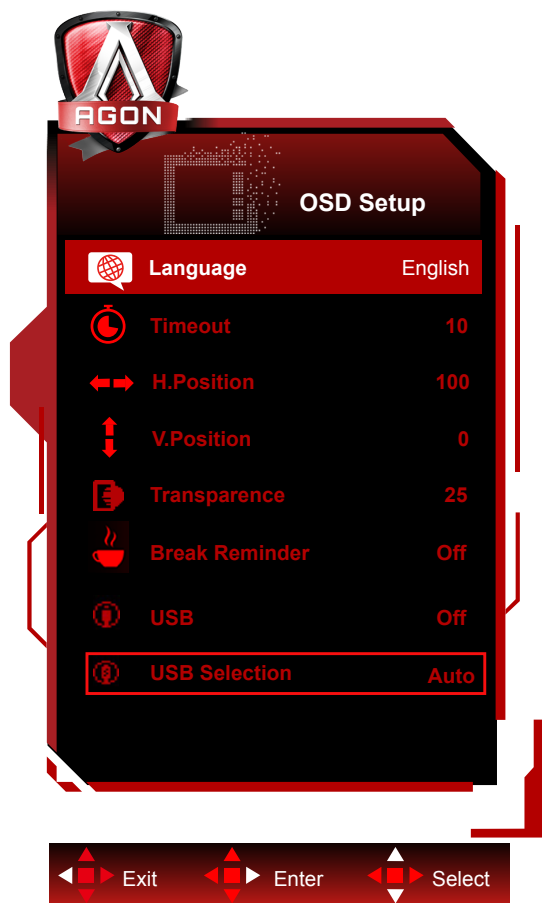 AGON
OSD Setup
Language English
Timeout 10
H.Position 100
V.Position 0
Transparence 25
Break Reminder Off
USB Off
USB Selection Auto
Exit Enter Select